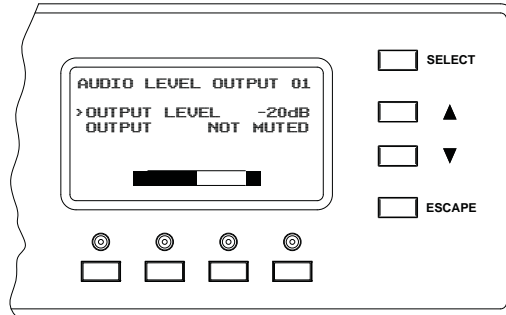 AUDIO LEVEL OUTPUT 01
>OUTPUT LEVEL -20dB
OUTPUT NOT MUTED
SELECT
▲
▼
ESCAPE